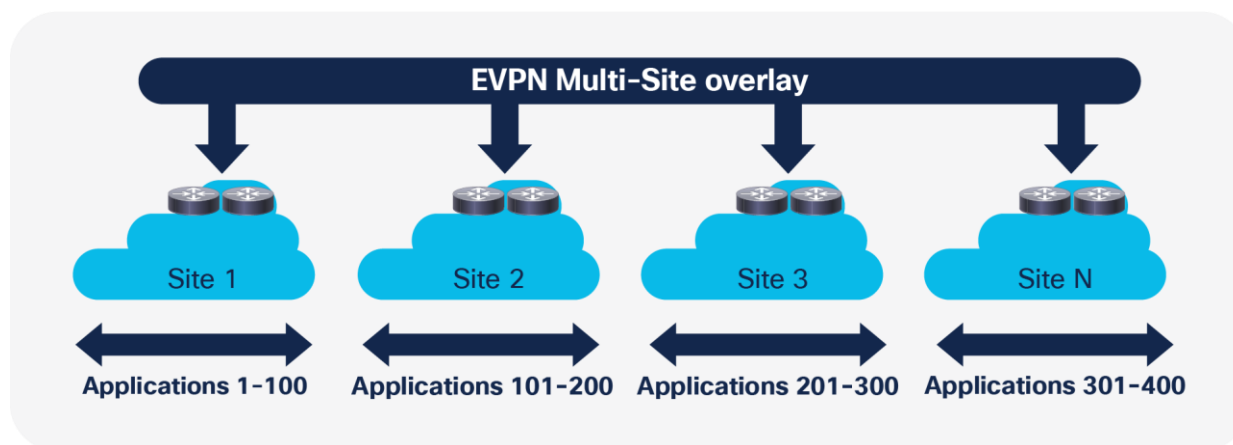 EVPN Multi-Site overlay
Site 1
Site 2
Site 3
Site N
Applications 1-100
Applications 101-200
Applications 201-300
Applications 301-400